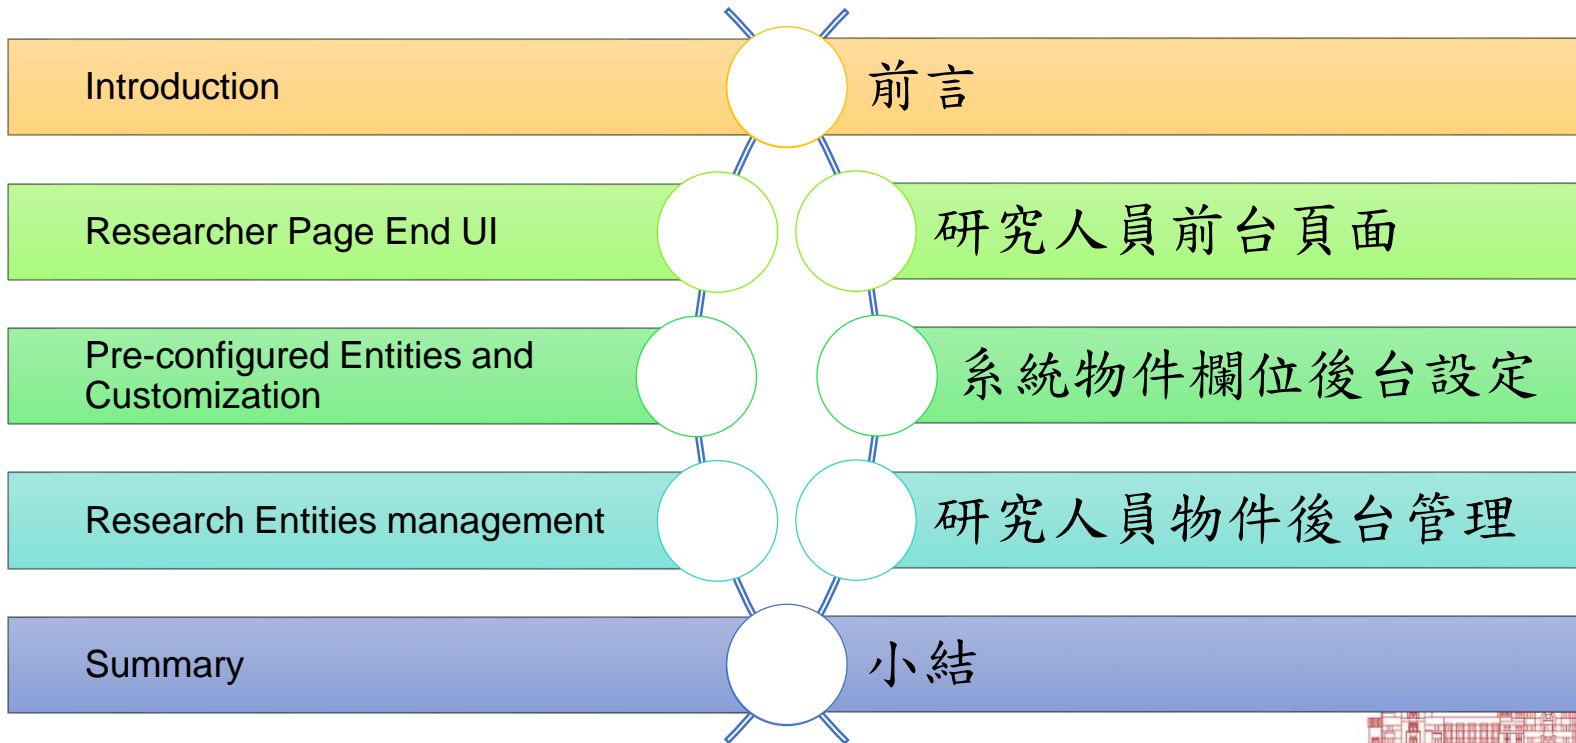 Introduction
前言
Researcher Page End UI
研究人員前台頁面
Pre-configured Entities and
Customization
系統物件欄位後台設定
Research Entities management
研究人員物件後台管理
Summary
小結